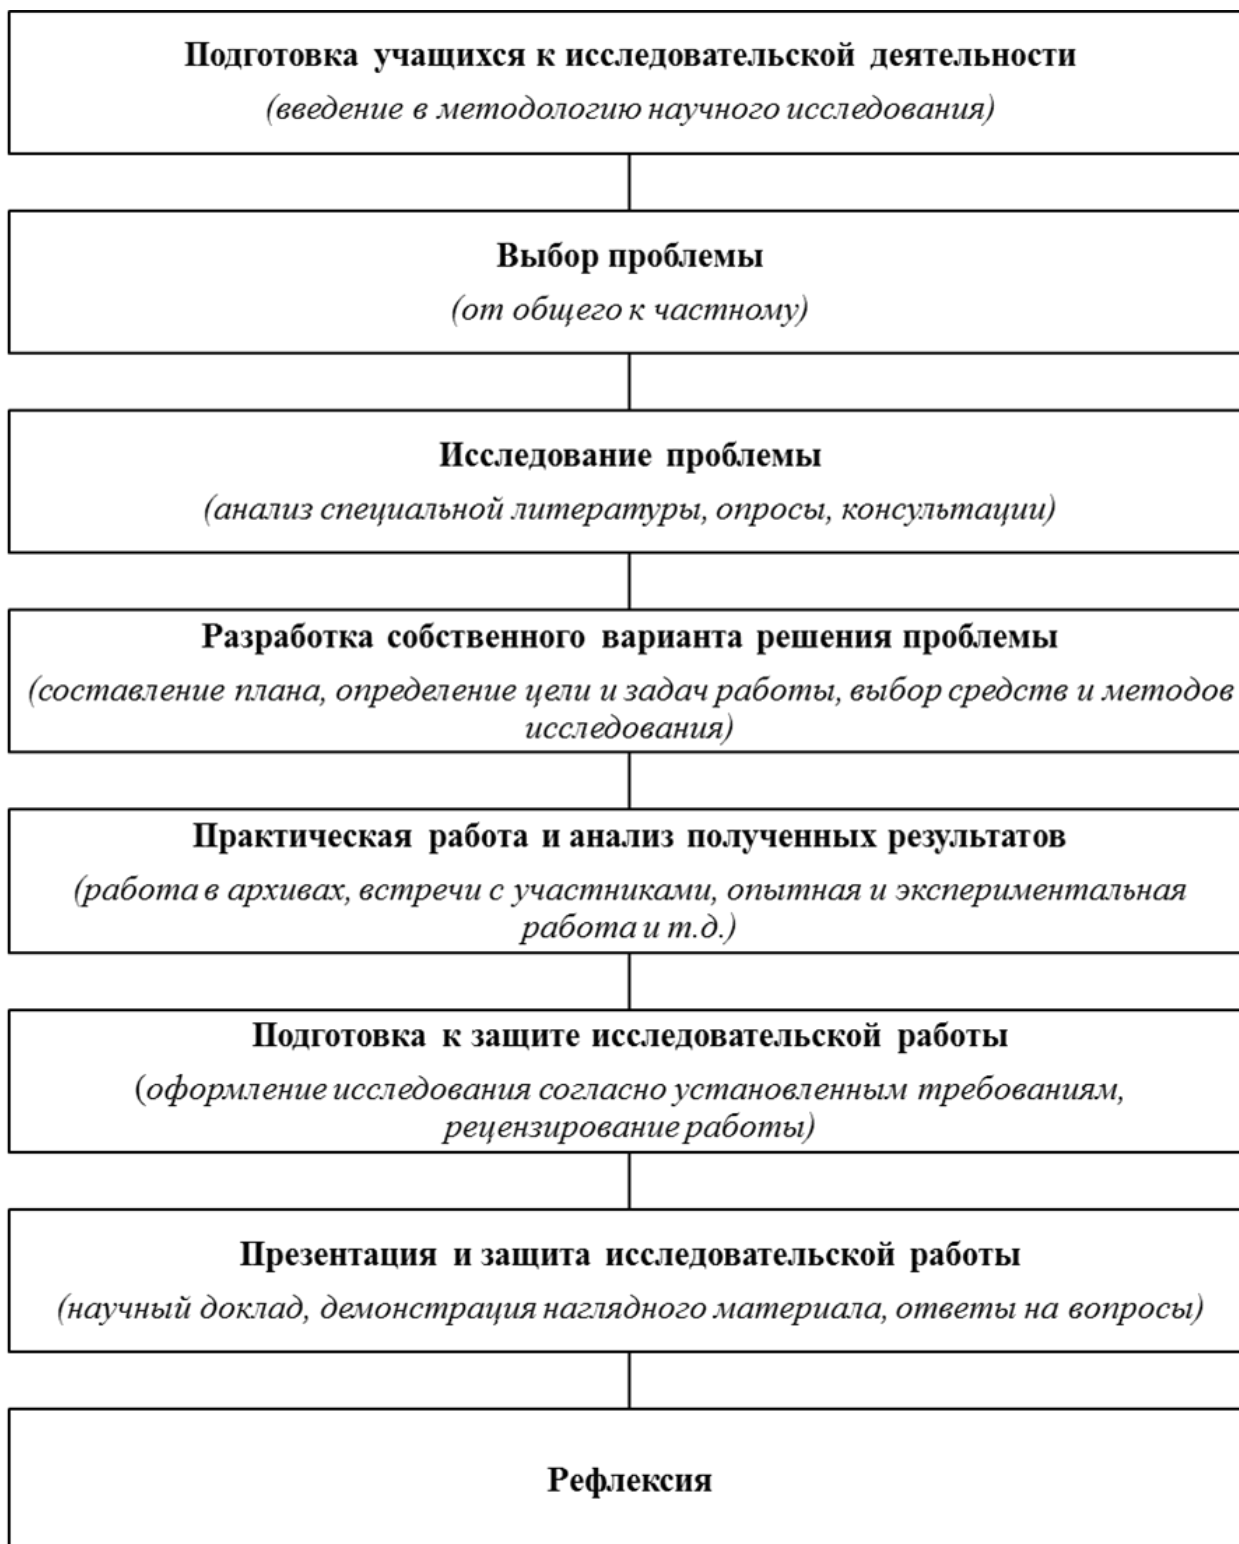 Подготовка учащихся к исследовательской деятельности
(введение в методологию научного исследования)
Выбор проблемы
(от общего к частному)
Исследование проблемы
(анализ специальной литературы, опросы, консультации)
Разработка собственного варианта решения проблемы
(составление плана, определение цели и задач работы, выбор средств и методов
исследования)
Практическая работа и анализ полученных результатов
(работа в архивах, встречи с участниками, опытная и экспериментальная
работа и т.д.)
Подготовка к защите исследовательской работы
(оформление исследования согласно установленным требованиям,
рецензирование работы)
Презентация и защита исследовательской работы
(научный доклад, демонстрация наглядного материала, ответы на вопросы)
Рефлексия